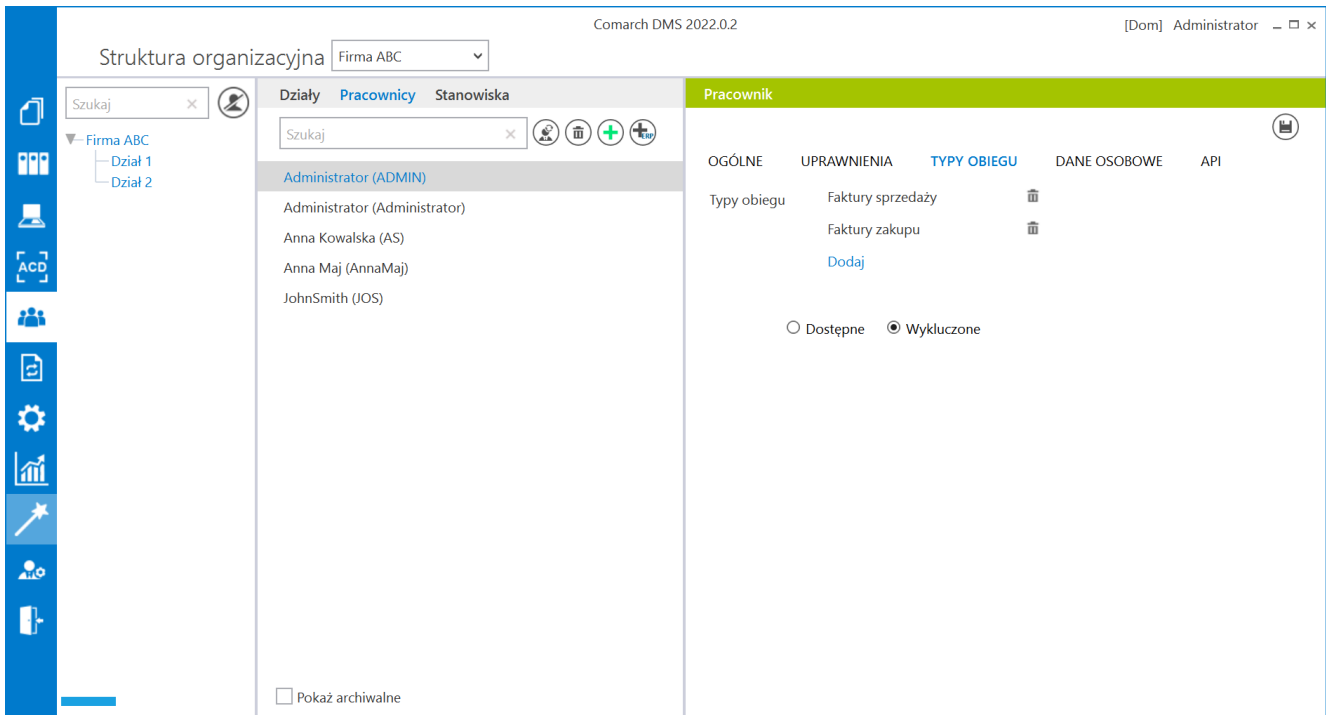 Comarch DMS 2022.0.2
[Dom] Administrator
Struktura organizacyjna Firma ABC
Szukaj
Firma ABC
Dział 1
Dział 2
ACD
Działy Pracownicy Stanowiska
Szukaj
ERP
Administrator (ADMIN)
Administrator (Administrator)
Anna Kowalska (AS)
Anna Maj (AnnaMaj)
JohnSmith (JOS)
Pokaż archiwalne
Pracownik
OGÓLNE UPRAWNIENIA TYPY OBIEGU DANE OSOBOWE API
Typy obiegu Faktury sprzedaży
Faktury zakupu
Dodaj
Dostępne Wykluczone